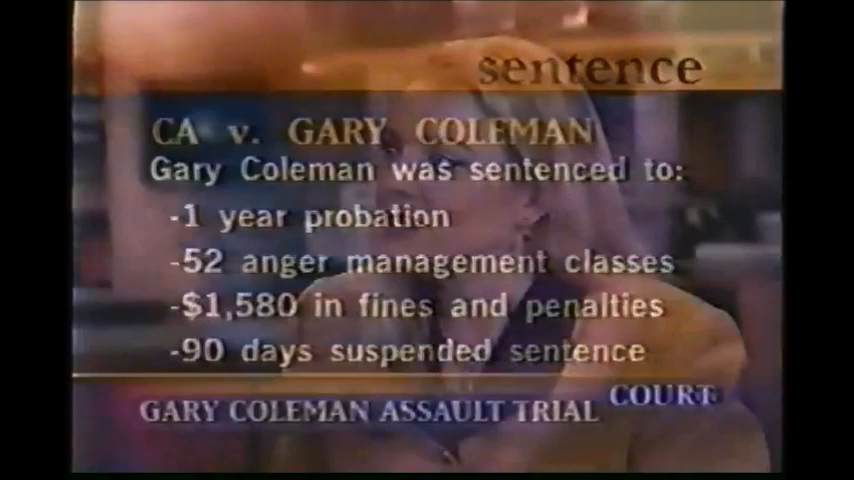 sentence
CA v. GARY COLEMAN
Gary Coleman was sentenced to:
-1 year probation
-52 anger management classes
-$1,580 in fines and penalties
-90 days suspended sentence
COURT
GARY COLEMAN ASSAULT TRIAL